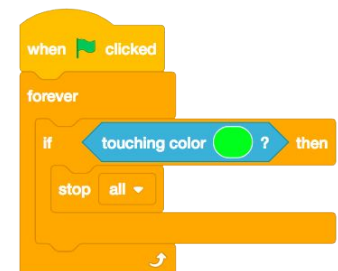 when clicked
forever
if touching color ? then
stop all